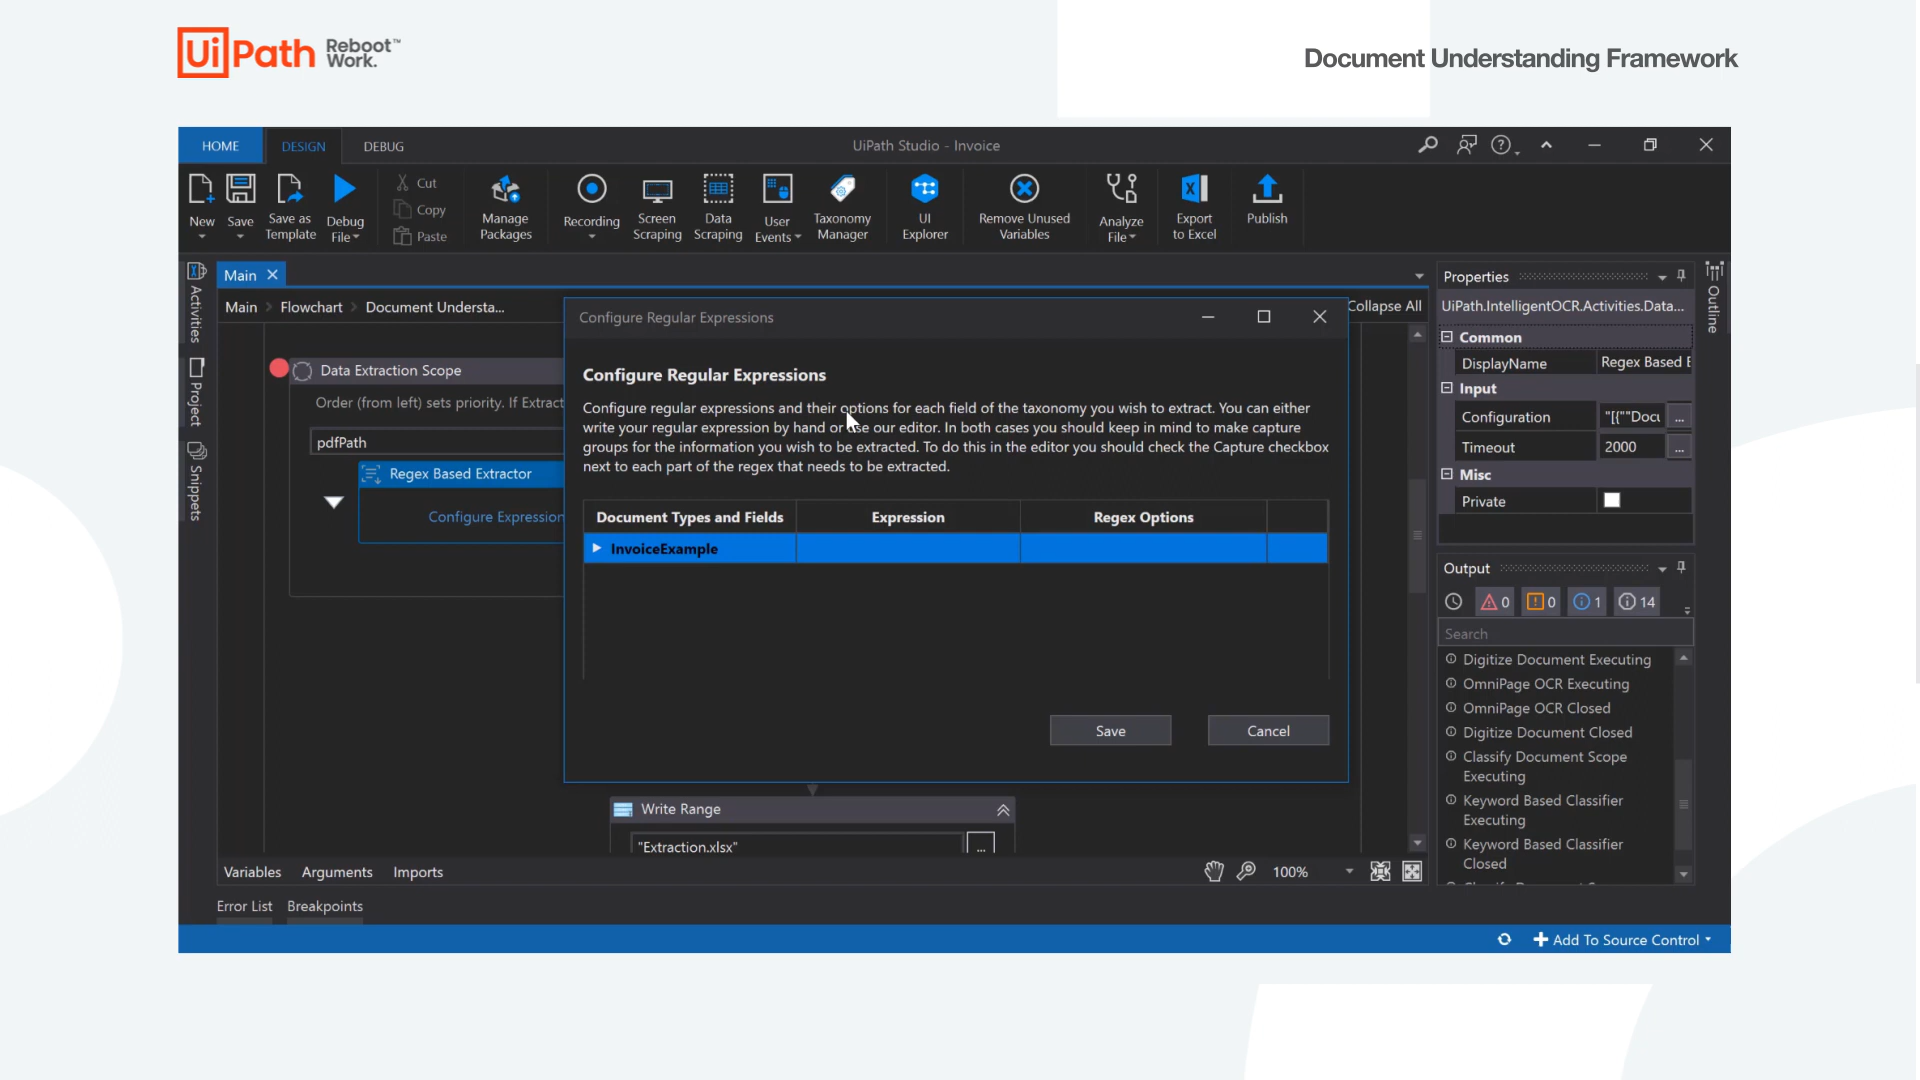 UiPath Reboot Work.™
Document Understanding Framework
HOME DESIGN DEBUG UiPath Studio - Invoice
New
Save
Save as Template
Debug File
Cut
Copy
Paste
Manage Packages
Recording
Screen Scraping
Data Scraping
User Events
Taxonomy Manager
UI Explorer
Remove Unused Variables
Analyze File
Export to Excel
Publish
Activities
Project
Snippets
Main
Main Flowchart Document Understa...
Collapse All
Data Extraction Scope
Order (from left) sets priority. If Extract
pdfPath
Regex Based Extractor
Configure Expression
Configure Regular Expressions
Configure Regular Expressions
Configure regular expressions and their options for each field of the taxonomy you wish to extract. You can either
write your regular expression by hand or use our editor. In both cases you should keep in mind to make capture
groups for the information you wish to be extracted. To do this in the editor you should check the Capture checkbox
next to each part of the regex that needs to be extracted.
Document Types and Fields Expression Regex Options
InvoiceExample
Save Cancel
Write Range
"Extraction.xlsx" ...
Variables Arguments Imports
100%
Error List Breakpoints
Properties
UiPath.IntelligentOCR.Activities.Data...
Common
DisplayName Regex Based E
Input
Configuration "[{""Docu ...
Timeout 2000 ...
Misc
Private
Outline
Output
0 0 1 14
Search
Digitize Document Executing
OmniPage OCR Executing
OmniPage OCR Closed
Digitize Document Closed
Classify Document Scope
Executing
Keyword Based Classifier
Executing
Keyword Based Classifier
Closed
Add To Source Control